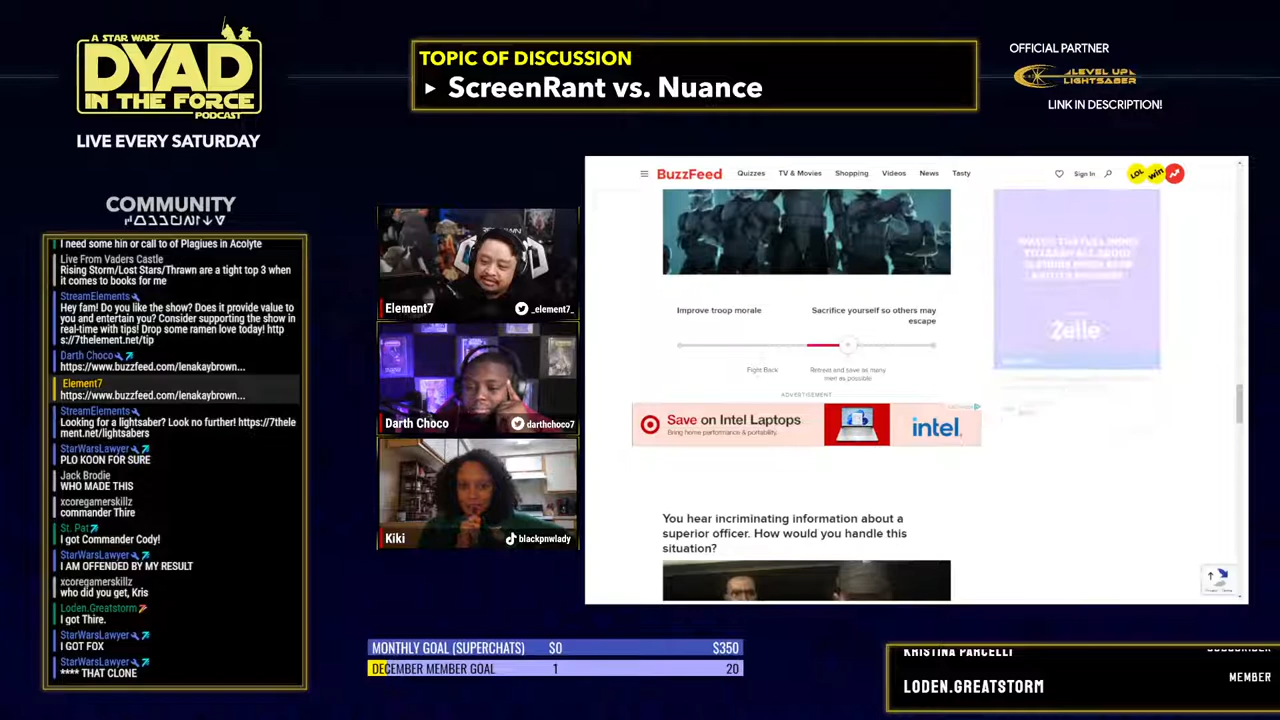 A STAR WARS
DYAD
IN THE FORCE
PODCAST
LIVE EVERY SATURDAY
TOPIC OF DISCUSSION
ScreenRant vs. Nuance
OFFICIAL PARTNER
LEVEL UP
LIGHTSABER
LINK IN DESCRIPTION!
COMMUNITY
I need some hin or call to of Plagiues in Acolyte
Live From Vaders Castle
Rising Storm/Lost Stars/Thrawn are a tight top 3 when
it comes to books for me
StreamElements
Hey fam! Do you like the show? Does it provide value to
you and entertain you? Consider supporting the show in
real-time with tips! Drop some ramen love today! http
s://7thelement.net/tip
Darth Choco
https://www.buzzfeed.com/lenakaybrown...
Element7
https://www.buzzfeed.com/lenakaybrown...
StreamElements
Looking for a lightsaber? Look no further! https://7thele
ment.net/lightsabers
StarWarsLawyer
PLO KOON FOR SURE
Jack Brodie
WHO MADE THIS
xcoregamerskillz
commander Thire
St. Pat
I got Commander Cody!
StarWarsLawyer
I AM OFFENDED BY MY RESULT
xcoregamerskillz
who did you get, Kris
Loden.Greatstorm
I got Thire.
StarWarsLawyer
I GOT FOX
StarWarsLawyer
**** THAT CLONE
Element7
_element7_
Darth Choco
darthchoco7
Kiki
blackpnwlady
BuzzFeed
Quizzes
TV & Movies
Shopping
Videos
News
Tasty
Sign In
LOL
win
Improve troop morale
Sacrifice yourself so others may
escape
Fight Back
Retreat and save as many
men as possible
ADVERTISEMENT
Save on Intel Laptops
Bring home performance & portability.
intel.
Zelle
You hear incriminating information about a
superior officer. How would you handle this
situation?
MONTHLY GOAL (SUPERCHATS) $0 $350
DECEMBER MEMBER GOAL 1 20
KRISTINA PARCELLI
SUBSCRIBER
LODEN.GREATSTORM
MEMBER